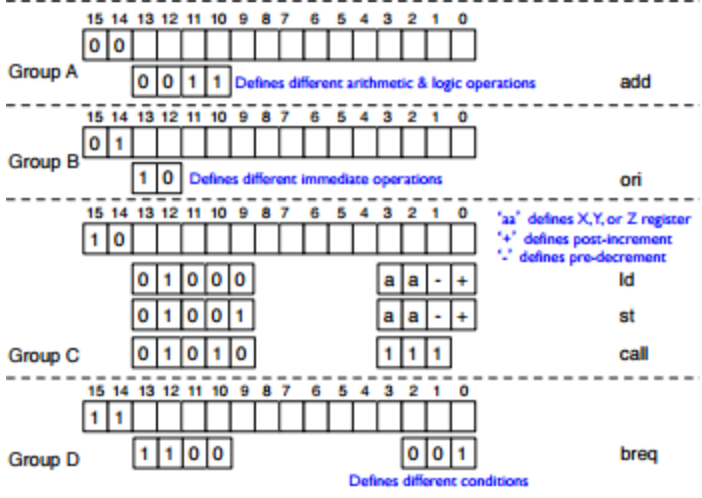 15 14 13 12 11 10 9 8 7 6 5 4 3 2 1 0
0 0
Group A
0 0 1 1 Defines different arithmetic & logic operations add
15 14 13 12 11 10 9 8 7 6 5 4 3 2 1 0
0 1
Group B
1 0 Defines different immediate operations ori
15 14 13 12 11 10 9 8 7 6 5 4 3 2 1 0
1 0
"aa" defines X, Y, or Z register
"+" defines post-increment
"-" defines pre-decrement
0 1 0 0 0 a a - + ld
0 1 0 0 1 a a - + st
Group C 0 1 0 1 0 1 1 1 call
15 14 13 12 11 10 9 8 7 6 5 4 3 2 1 0
1 1
Group D 1 1 0 0 0 0 1 breq
Defines different conditions